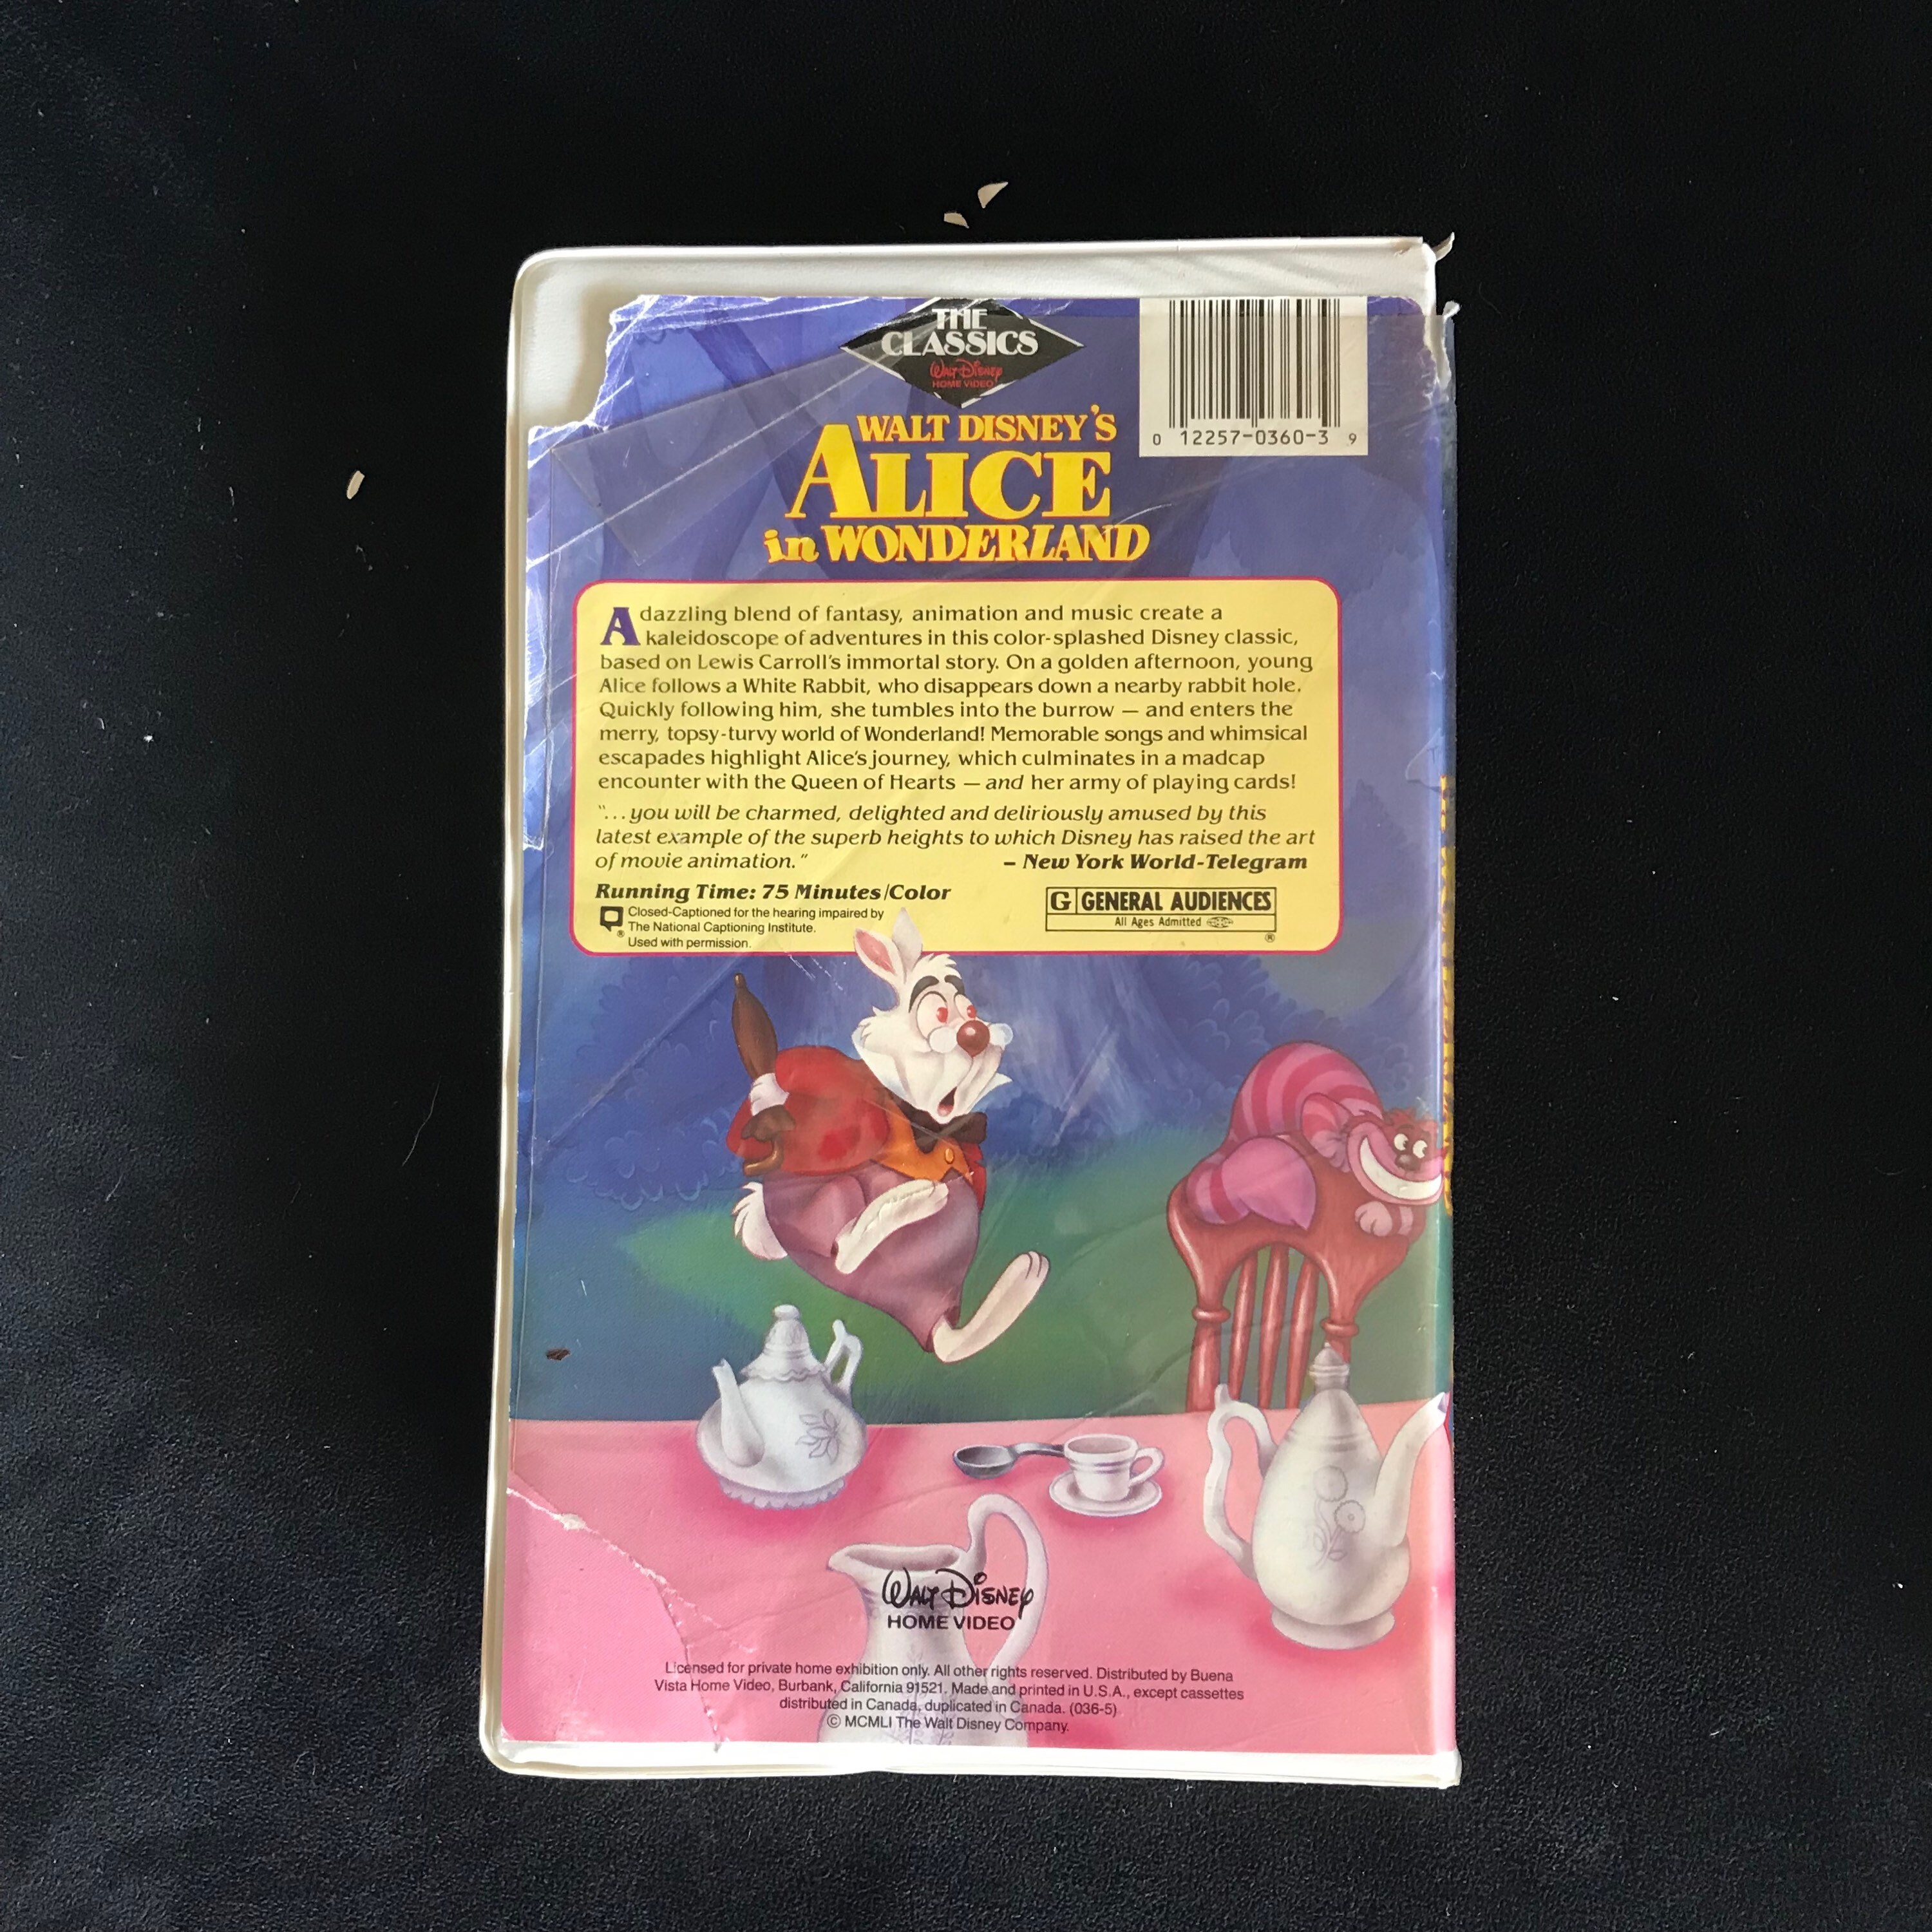 THE
CLASSICS
WALT DISNEY
HOME VIDEO
0 12257-0360-3 9
WALT DISNEY'S
ALICE
in WONDERLAND
A dazzling blend of fantasy, animation and music create a
kaleidoscope of adventures in this color-splashed Disney classic,
based on Lewis Carroll's immortal story. On a golden afternoon, young
Alice follows a White Rabbit, who disappears down a nearby rabbit hole.
Quickly following him, she tumbles into the burrow — and enters the
merry, topsy-turvy world of Wonderland! Memorable songs and whimsical
escapades highlight Alice's journey, which culminates in a madcap
encounter with the Queen of Hearts — and her army of playing cards!
"...you will be charmed, delighted and deliriously amused by this
latest example of the superb heights to which Disney has raised the art
of movie animation." – New York World-Telegram
Running Time: 75 Minutes/Color
Closed-Captioned for the hearing impaired by
The National Captioning Institute.
® Used with permission.
G GENERAL AUDIENCES
All Ages Admitted
®
WALT DISNEY
HOME VIDEO
Licensed for private home exhibition only. All other rights reserved. Distributed by Buena
Vista Home Video, Burbank, California 91521. Made and printed in U.S.A., except cassettes
distributed in Canada, duplicated in Canada. (036-5)
© MCMLI The Walt Disney Company.